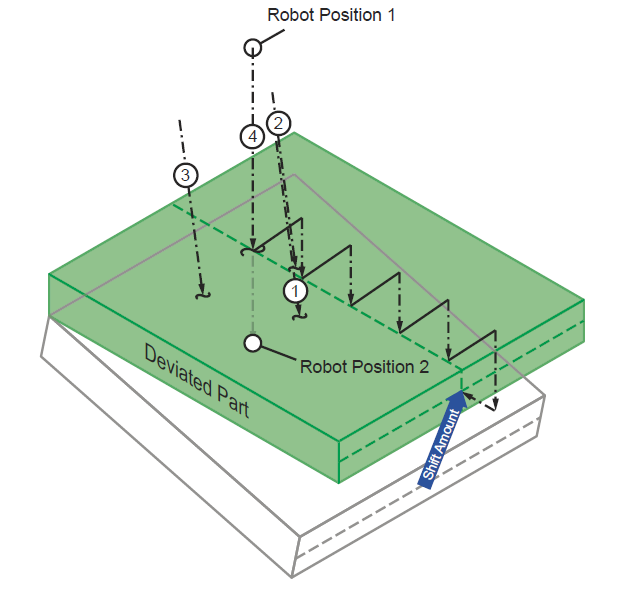 Robot Position 1
2
4
3
1
Robot Position 2
Deviated Part
Shift Amount